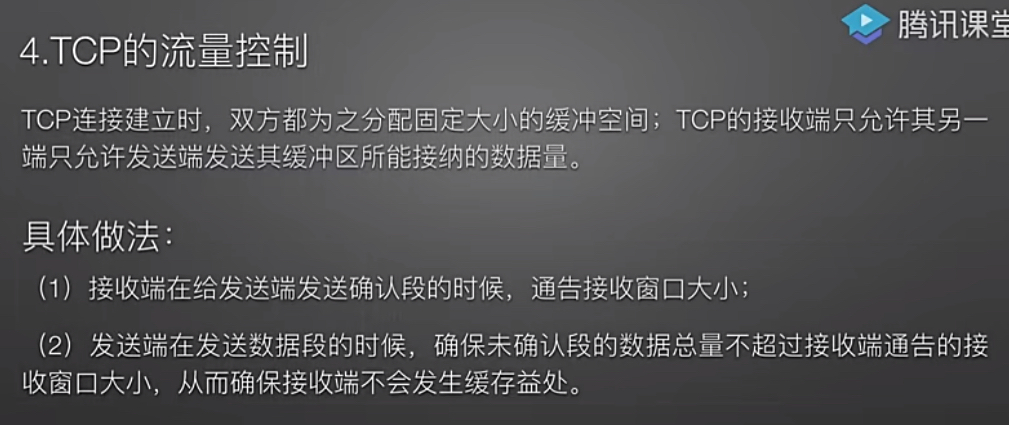 腾讯课堂
4.TCP的流量控制
TCP连接建立时，双方都为之分配固定大小的缓冲空间；TCP的接收端只允许其另一
端只允许发送端发送其缓冲区所能接纳的数据量。
具体做法：
（1）接收端在给发送端发送确认段的时候，通告接收窗口大小；
（2）发送端在发送数据段的时候，确保未确认段的数据总量不超过接收端通告的接
收窗口大小，从而确保接收端不会发生缓存益处。